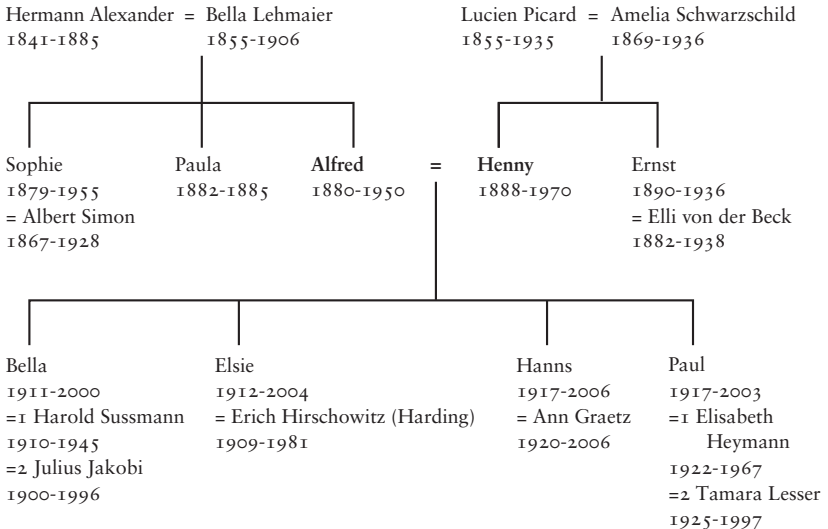 Hermann Alexander = Bella Lehmaier
1841-1885 1855-1906
Lucien Picard = Amelia Schwarzschild
1855-1935 1869-1936
Sophie
1879-1955
= Albert Simon
1867-1928
Paula
1882-1885
Alfred = Henny
1880-1950 1888-1970
Ernst
1890-1936
= Elli von der Beck
1882-1938
Bella
1911-2000
=1 Harold Sussmann
1910-1945
=2 Julius Jakobi
1900-1996
Elsie
1912-2004
= Erich Hirschowitz (Harding)
1909-1981
Hanns
1917-2006
= Ann Graetz
1920-2006
Paul
1917-2003
=1 Elisabeth
Heymann
1922-1967
=2 Tamara Lesser
1925-1997